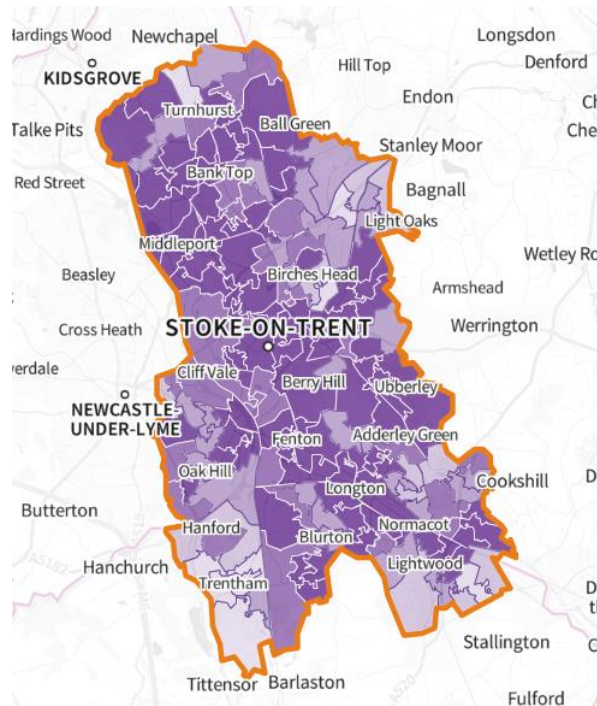 Hardings Wood
Newchapel
Longsdon
KIDSGROVE
Hill Top
Denford
Turnhurst
Endon
Talke Pits
Ball Green
Stanley Moor
Bank Top
Red Street
Bagnall
Light Oaks
Middleport
Wetley
Beasley
Birches Head
Armshead
Cross Heath
STOKE-ON-TRENT
Werrington
Cliff Vale
Berry Hill
Ubberley
NEWCASTLE-
UNDER-LYME
Fenton
Adderley Green
Oak Hill
Cookshill
Longton
Butterton
Hanford
Normacot
A519
Blurton
A5182
Hanchurch
Lightwood
Trentham
Stallington
Tittensor
Barlaston
A520
Fulford